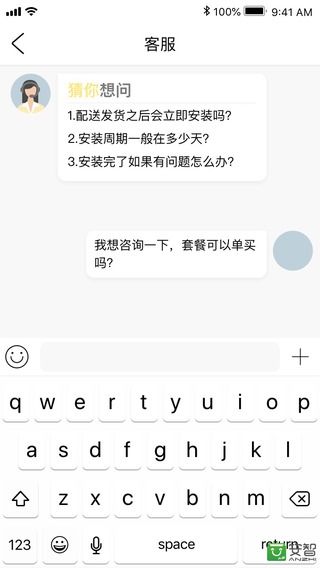 100% 9:41 AM
客服
猜你想问
1.配送发货之后会立即安装吗?
2.安装周期一般在多少天?
3.安装完了如果有问题怎么办?
我想咨询一下，套餐可以单买
吗?
q w e r t y u i o p
a s d f g h j k l
z x c v b n m
123 space return
安智
ANZHI